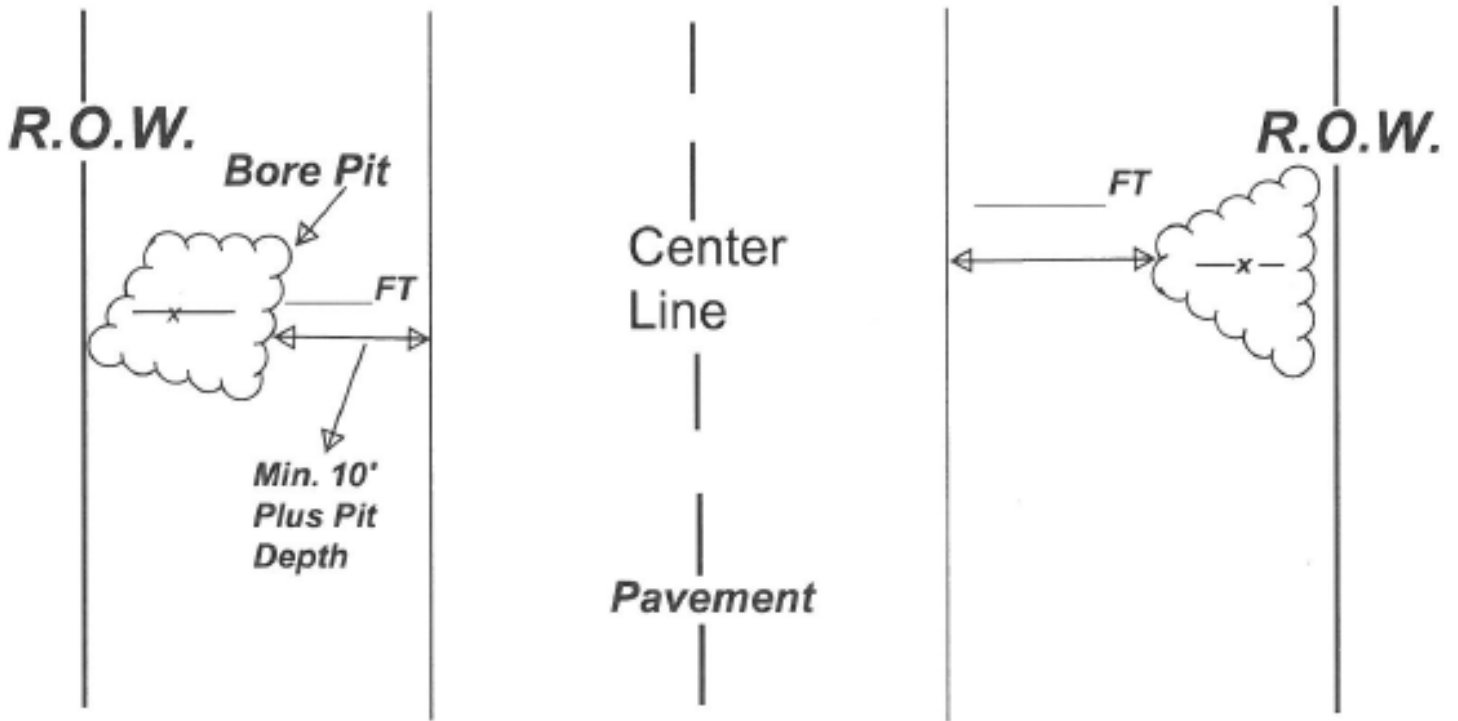 R.O.W.
Bore Pit
FT
x
Min. 10'
Plus Pit
Depth
Center
Line
Pavement
R.O.W.
FT
x